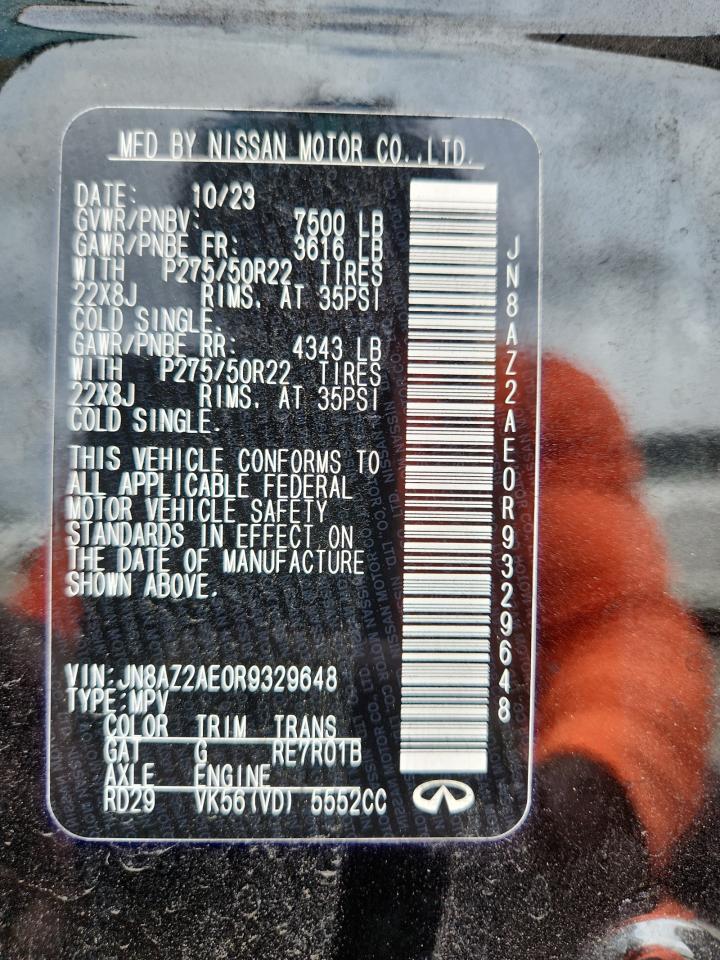 MFD BY NISSAN MOTOR CO.,LTD.
DATE: 10/23
GVWR/PNBV: 7500 LB
GAWR/PNBE FR: 3616 LB
WITH P275/50R22 TIRES
22X8J RIMS, AT 35PSI
COLD SINGLE.
GAWR/PNBE RR: 4343 LB
WITH P275/50R22 TIRES
22X8J RIMS, AT 35PSI
COLD SINGLE.
THIS VEHICLE CONFORMS TO
ALL APPLICABLE FEDERAL
MOTOR VEHICLE SAFETY
STANDARDS IN EFFECT ON
THE DATE OF MANUFACTURE
SHOWN ABOVE.
VIN:JN8AZ2AE0R9329648
TYPE:MPV
COLOR TRIM TRANS
GAT G RE7R01B
AXLE ENGINE
RD29 VK56(VD) 5552CC
JN8AZ2AE0R9329648